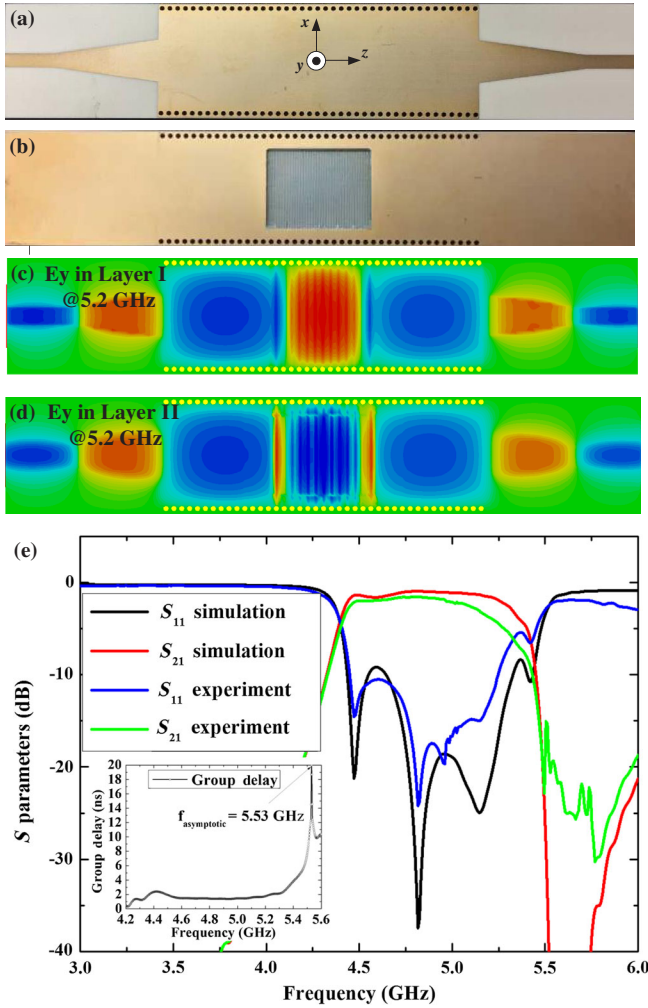 (a)
x
y
z
(b)
(c) Ey in Layer I
@5.2 GHz
(d) Ey in Layer II
@5.2 GHz
(e)
S parameters (dB)
0
-10
-20
-30
-40
S11 simulation
S21 simulation
S11 experiment
S21 experiment
Group delay (ns)
20
18
16
14
12
10
8
6
4
2
0
Group delay
fasymptotic = 5.53 GHz
4.2 4.4 4.6 4.8 5.0 5.2 5.4 5.6
Frequency (GHz)
3.0 3.5 4.0 4.5 5.0 5.5 6.0
Frequency (GHz)